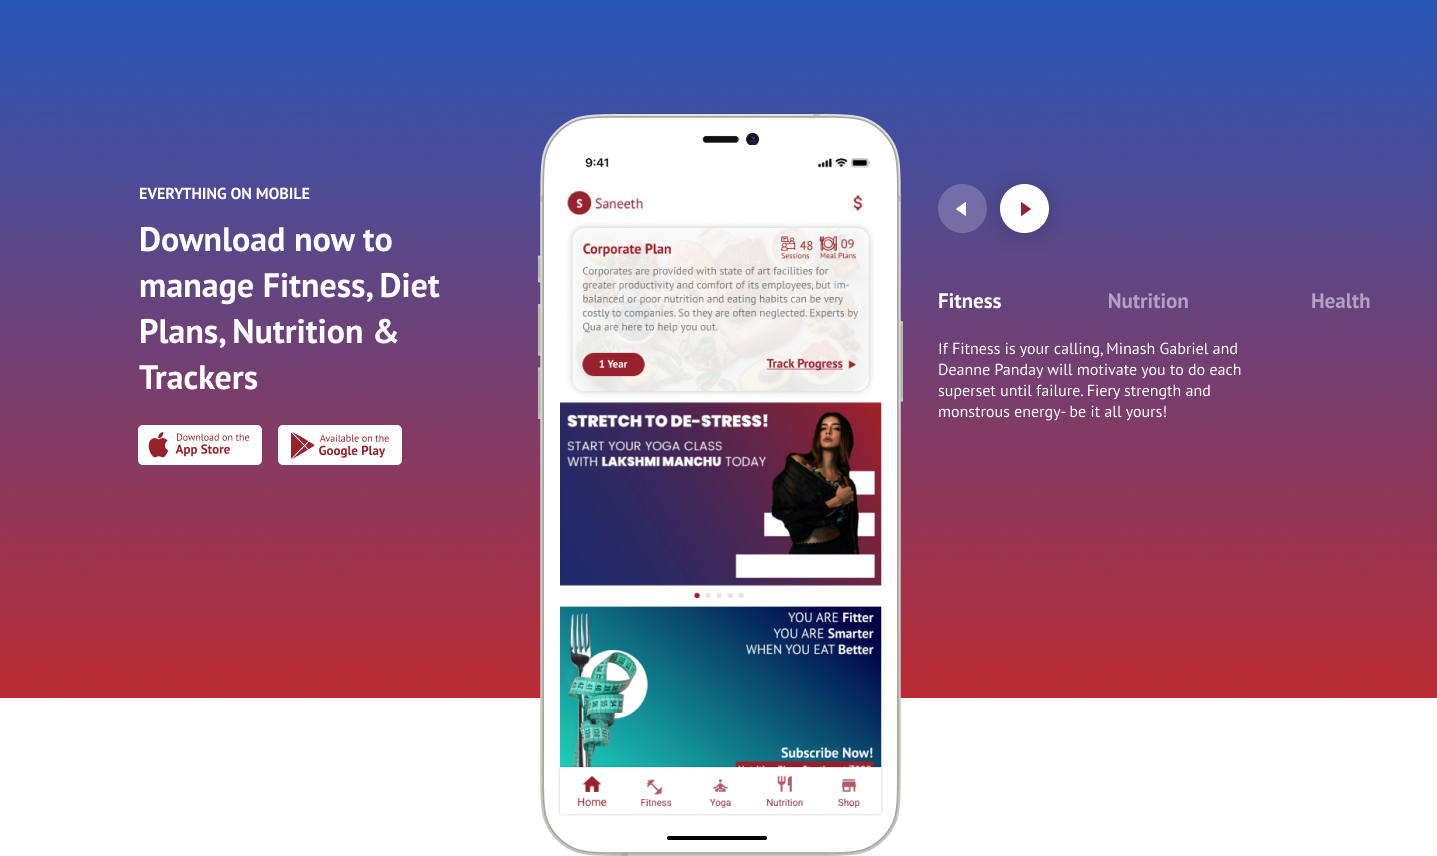 EVERYTHING ON MOBILE
Download now to
manage Fitness, Diet
Plans, Nutrition &
Trackers
Download on the
App Store
Available on the
Google Play
9:41
S Saneeth $
Corporate Plan
48
Sessions
09
Meal Plans
Corporates are provided with state of art facilities for
greater productivity and comfort of its employees, but im-
balanced or poor nutrition and eating habits can be very
costly to companies. So they are often neglected. Experts by
Qua are here to help you out.
1 Year
Track Progress
STRETCH TO DE-STRESS!
START YOUR YOGA CLASS
WITH LAKSHMI MANCHU TODAY
YOU ARE Fitter
YOU ARE Smarter
WHEN YOU EAT Better
Subscribe Now!
Home
Fitness
Yoga
Nutrition
Shop
Fitness
Nutrition
Health
If Fitness is your calling, Minash Gabriel and
Deanne Panday will motivate you to do each
superset until failure. Fiery strength and
monstrous energy- be it all yours!